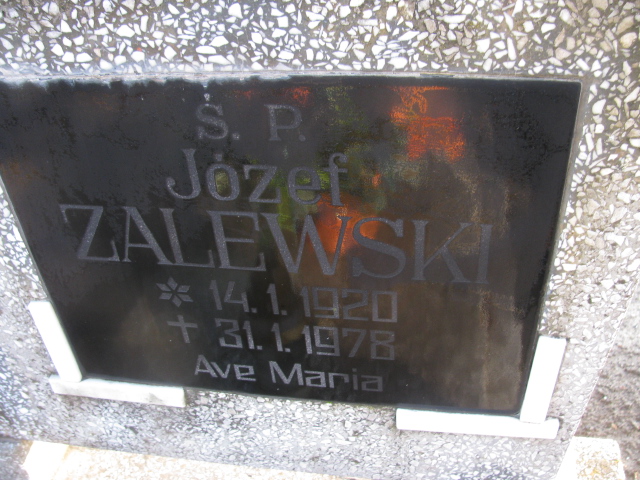 Ś. P.
Józef
ZALEWSKI
* 14.1.1920
† 31.1.1978
Ave Maria